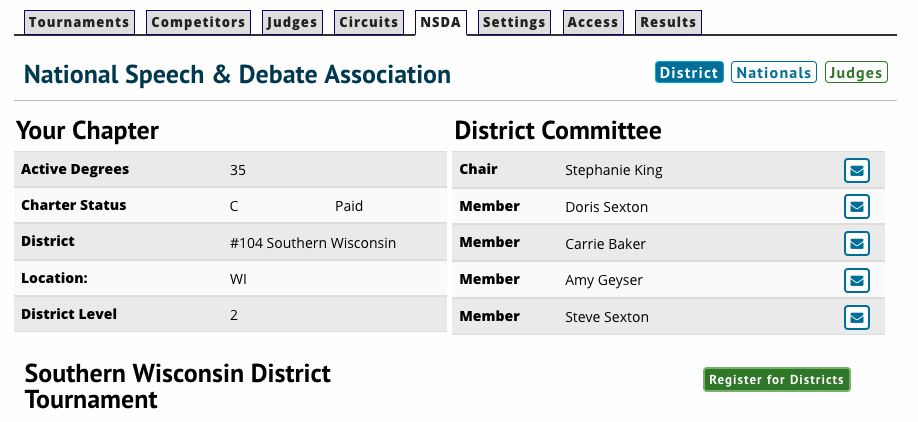 Tournaments Competitors Judges Circuits NSDA Settings Access Results
National Speech & Debate Association District Nationals Judges
Your Chapter
Active Degrees 35
Charter Status C Paid
District #104 Southern Wisconsin
Location: WI
District Level 2
District Committee
Chair Stephanie King
Member Doris Sexton
Member Carrie Baker
Member Amy Geyser
Member Steve Sexton
Southern Wisconsin District
Tournament
Register for Districts